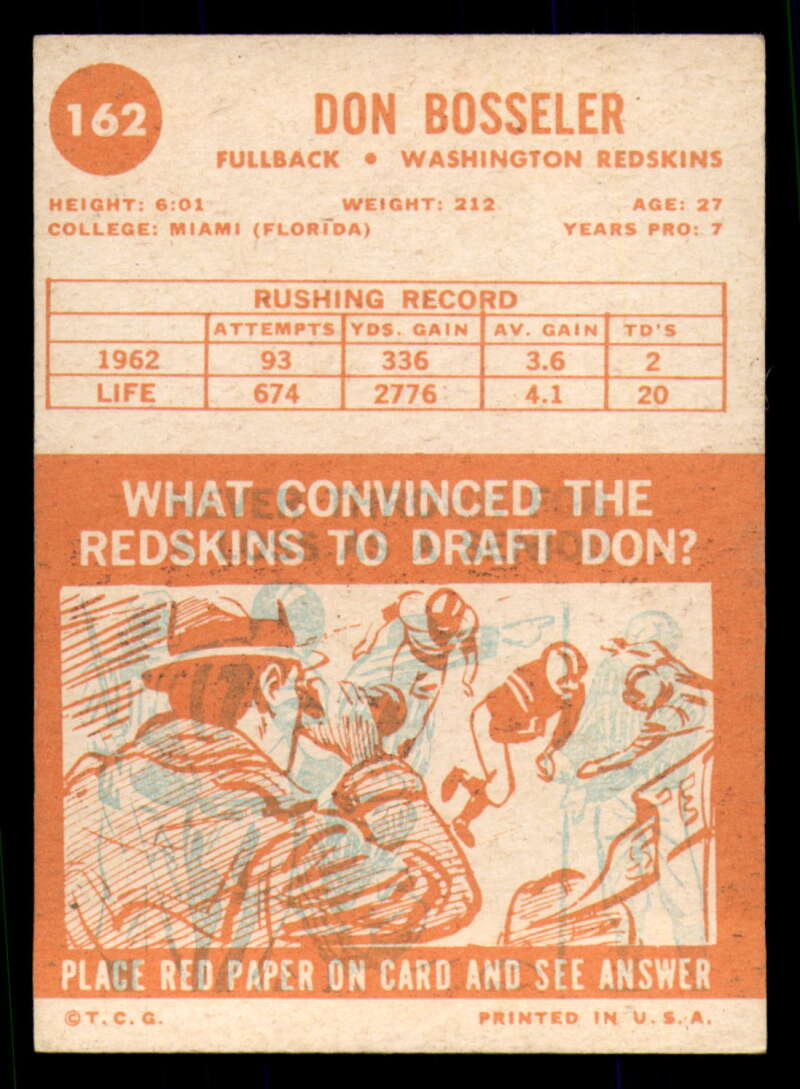 162
DON BOSSELER
FULLBACK • WASHINGTON REDSKINS
HEIGHT: 6:01 WEIGHT: 212 AGE: 27
COLLEGE: MIAMI (FLORIDA) YEARS PRO: 7
RUSHING RECORD
ATTEMPTS YDS. GAIN AV. GAIN TD'S
1962 93 336 3.6 2
LIFE 674 2776 4.1 20
WHAT CONVINCED THE
REDSKINS TO DRAFT DON?
PLACE RED PAPER ON CARD AND SEE ANSWER
©T.C.G. PRINTED IN U.S.A.